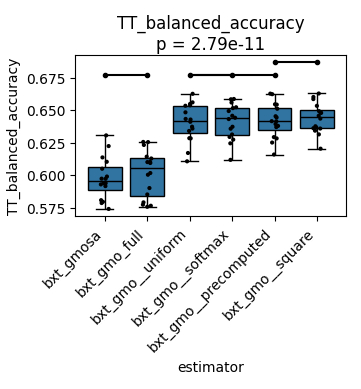 TT_balanced_accuracy
p = 2.79e-11
TT_balanced_accuracy
0.675
0.650
0.625
0.600
0.575
bxt_gmosa
bxt_gmo_full
bxt_gmo__uniform
bxt_gmo__softmax
bxt_gmo__precomputed
bxt_gmo__square
estimator